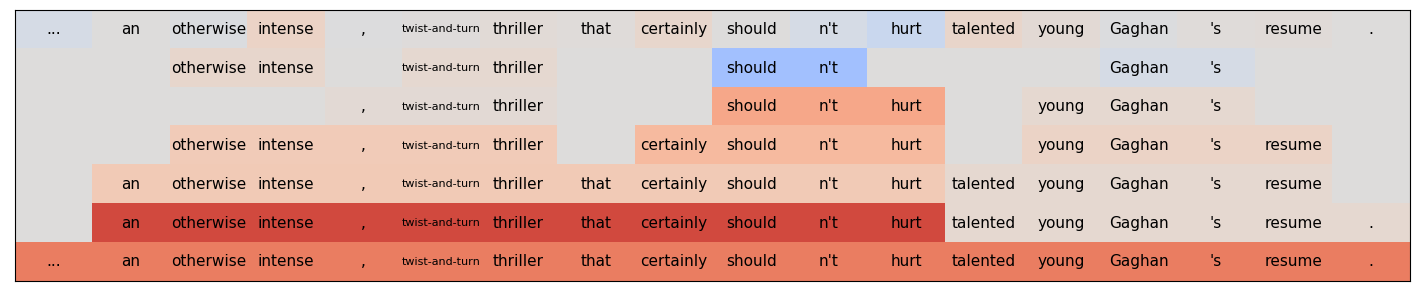 ... an otherwise intense , twist-and-turn thriller that certainly should n't hurt talented young Gaghan 's resume .
otherwise intense twist-and-turn thriller should n't Gaghan 's
, twist-and-turn thriller should n't hurt young Gaghan 's
otherwise intense , twist-and-turn thriller certainly should n't hurt young Gaghan 's resume
an otherwise intense , twist-and-turn thriller that certainly should n't hurt talented young Gaghan 's resume
an otherwise intense , twist-and-turn thriller that certainly should n't hurt talented young Gaghan 's resume .
... an otherwise intense , twist-and-turn thriller that certainly should n't hurt talented young Gaghan 's resume .